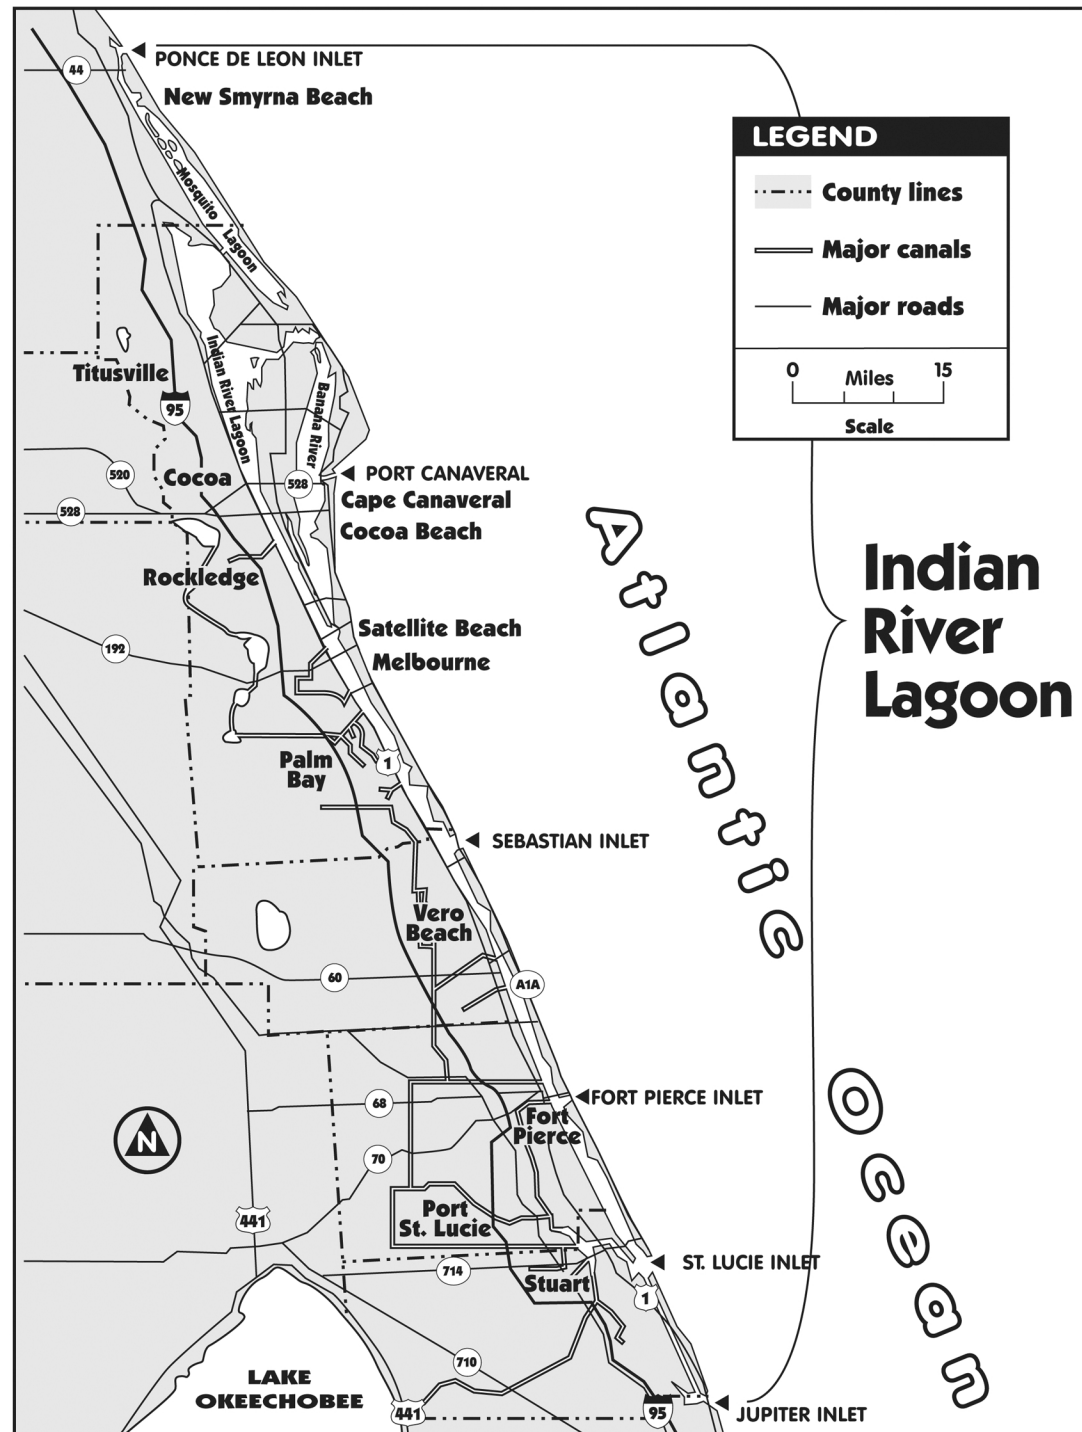 PONCE DE LEON INLET
44
New Smyrna Beach
LEGEND
County lines
Major canals
Major roads
0
15
Miles
Scale
Mosquito
Lagoon
Indian River Lagoon
Banana River
Titusville
95
520
Cocoa
528
528
PORT CANAVERAL
Cape Canaveral
Cocoa Beach
Rockledge
192
Satellite Beach
Melbourne
Indian
River
Lagoon
Atlantic
Ocean
Palm
Bay
1
SEBASTIAN INLET
Vero
Beach
60
A1A
FORT PIERCE INLET
68
Fort
Pierce
N
70
441
Port
St. Lucie
ST. LUCIE INLET
714
Stuart
1
710
LAKE
OKEECHOBEE
441
95
JUPITER INLET